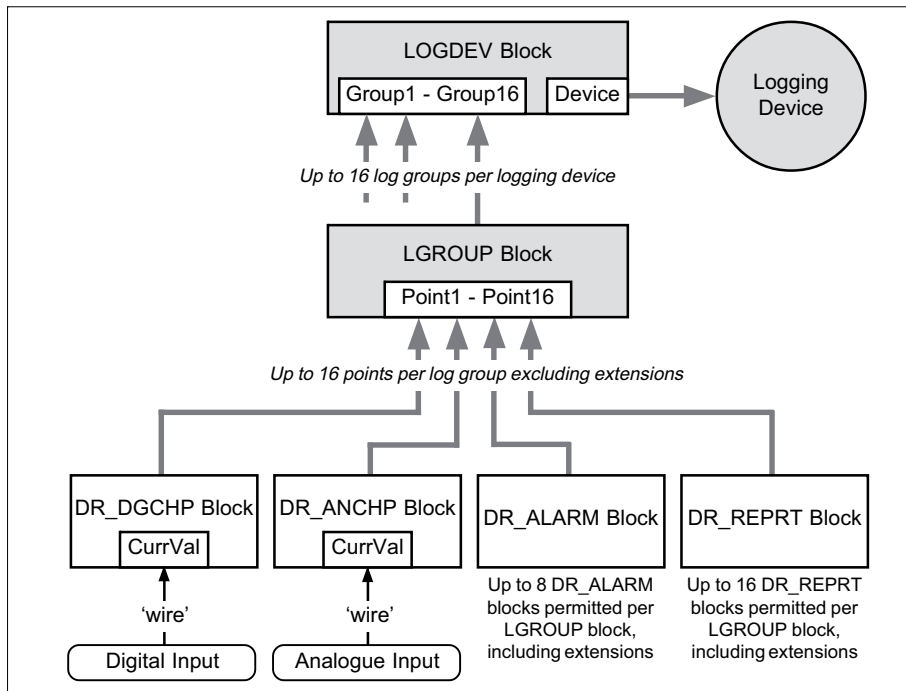 LOGDEV Block
Group1 - Group16
Device
Logging
Device
Up to 16 log groups per logging device
LGROUP Block
Point1 - Point16
Up to 16 points per log group excluding extensions
DR_DGCHP Block
CurrVal
DR_ANCHP Block
CurrVal
DR_ALARM Block
DR_REPRT Block
‘wire’
‘wire’
Digital Input
Analogue Input
Up to 8 DR_ALARM
blocks permitted per
LGROUP block,
including extensions
Up to 16 DR_REPRT
blocks permitted per
LGROUP block,
including extensions